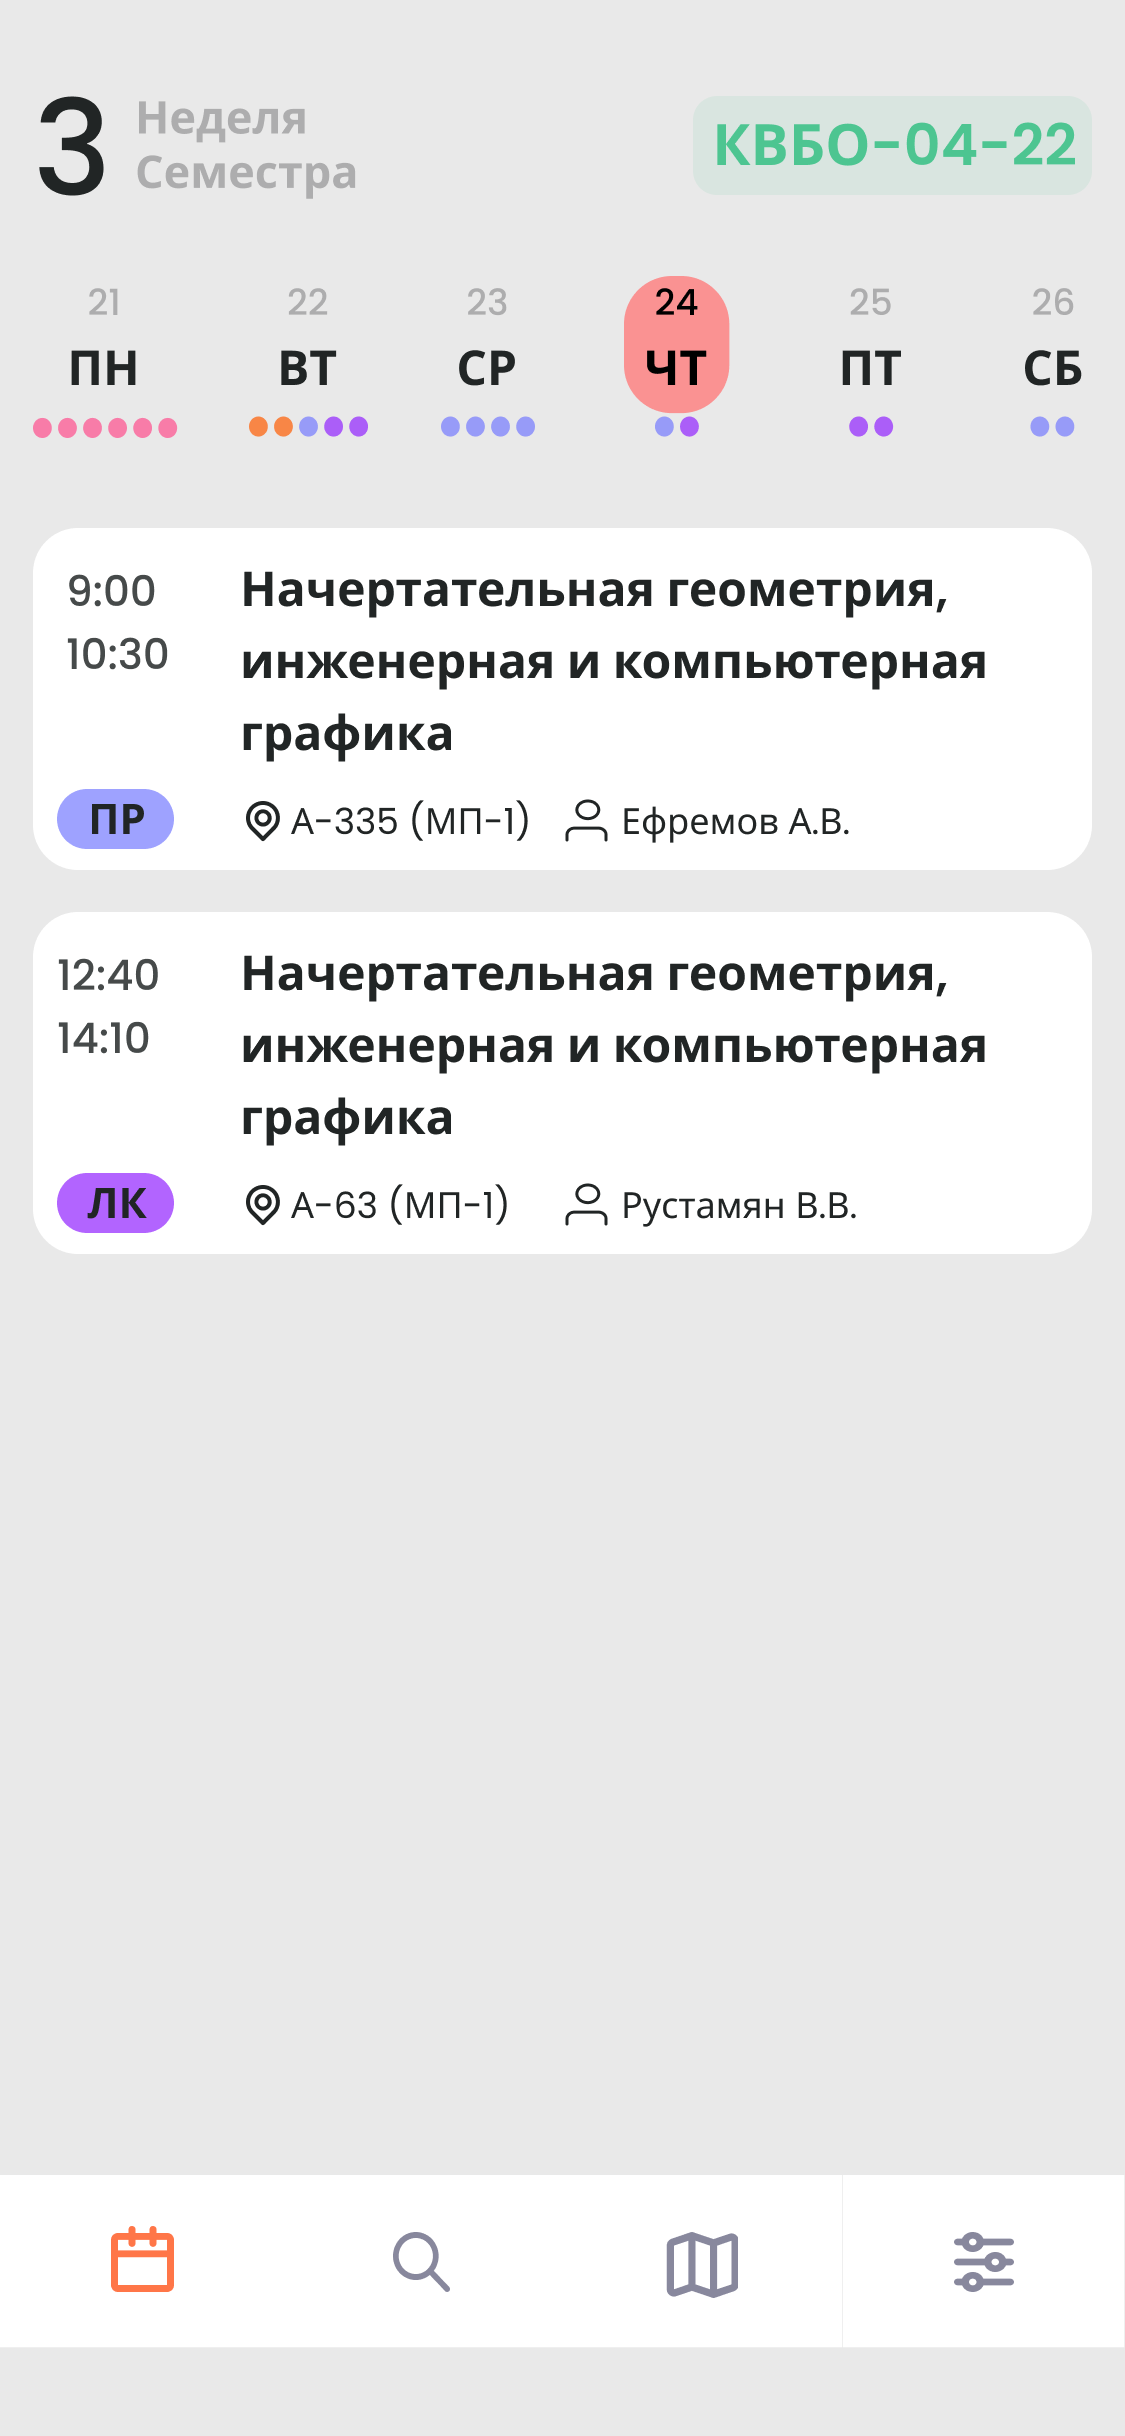 3
Неделя
Семестра
КВБО-04-22
21 22 23 24 25 26
ПН ВТ СР ЧТ ПТ СБ
9:00
10:30
Начертательная геометрия,
инженерная и компьютерная
графика
ПР
А-335 (МП-1) Ефремов А.В.
12:40
14:10
Начертательная геометрия,
инженерная и компьютерная
графика
ЛК
А-63 (МП-1) Рустамян В.В.